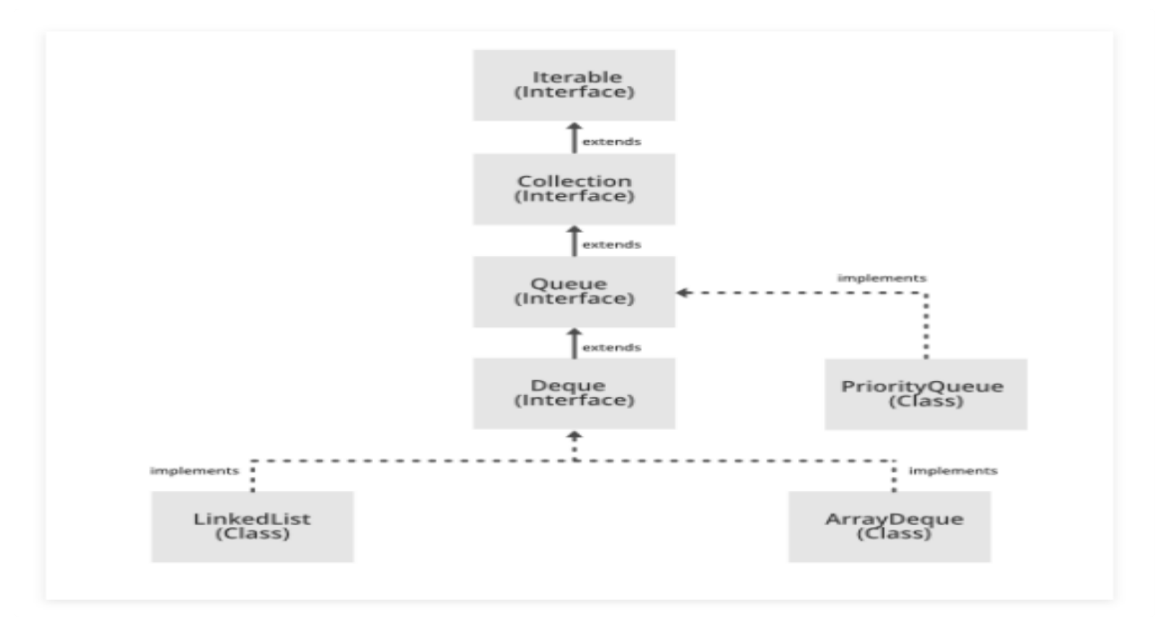 Iterable
(Interface)
extends
Collection
(Interface)
extends
Queue
(Interface)
implements
extends
Deque
(Interface)
PriorityQueue
(Class)
implements
implements
LinkedList
(Class)
ArrayDeque
(Class)